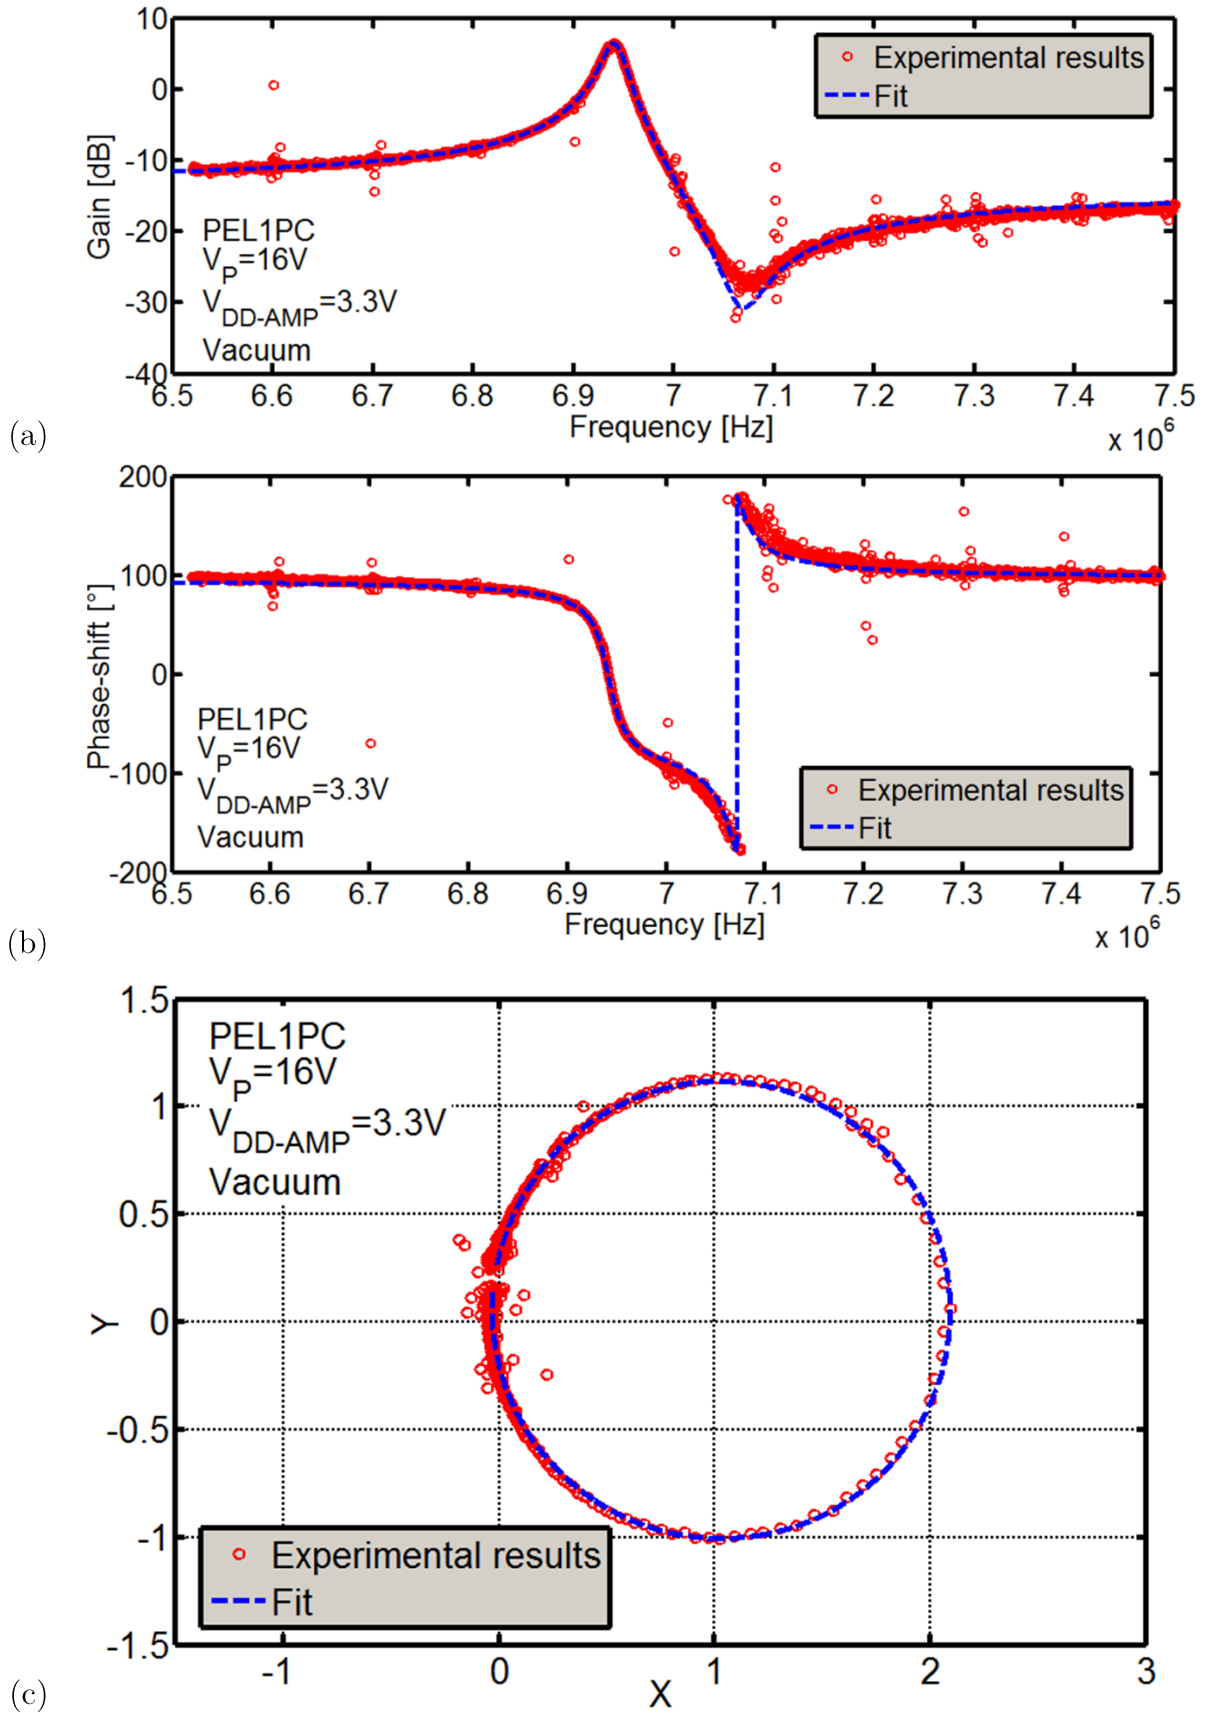 10
0
-10
-20
-30
-40
Gain [dB]
Experimental results
Fit
PEL1PC
V_P=16V
V_DD-AMP=3.3V
Vacuum
6.5 6.6 6.7 6.8 6.9 7 7.1 7.2 7.3 7.4 7.5
Frequency [Hz]
x 10^6
(a)
200
100
0
-100
-200
Phase-shift [°]
PEL1PC
V_P=16V
V_DD-AMP=3.3V
Vacuum
Experimental results
Fit
6.5 6.6 6.7 6.8 6.9 7 7.1 7.2 7.3 7.4 7.5
Frequency [Hz]
x 10^6
(b)
1.5
1
0.5
0
-0.5
-1
-1.5
Y
PEL1PC
V_P=16V
V_DD-AMP=3.3V
Vacuum
Experimental results
Fit
-1 0 1 2 3
X
(c)